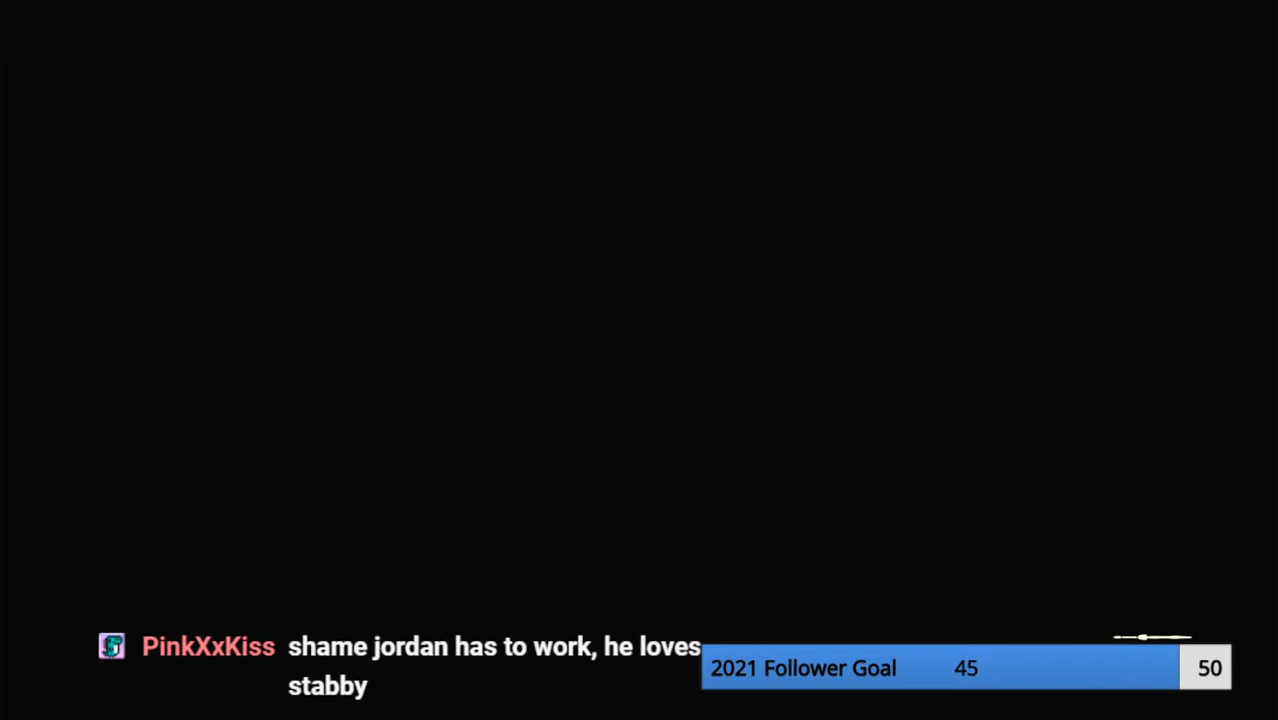 PinkXxKiss shame jordan has to work, he loves
stabby
2021 Follower Goal 45 50